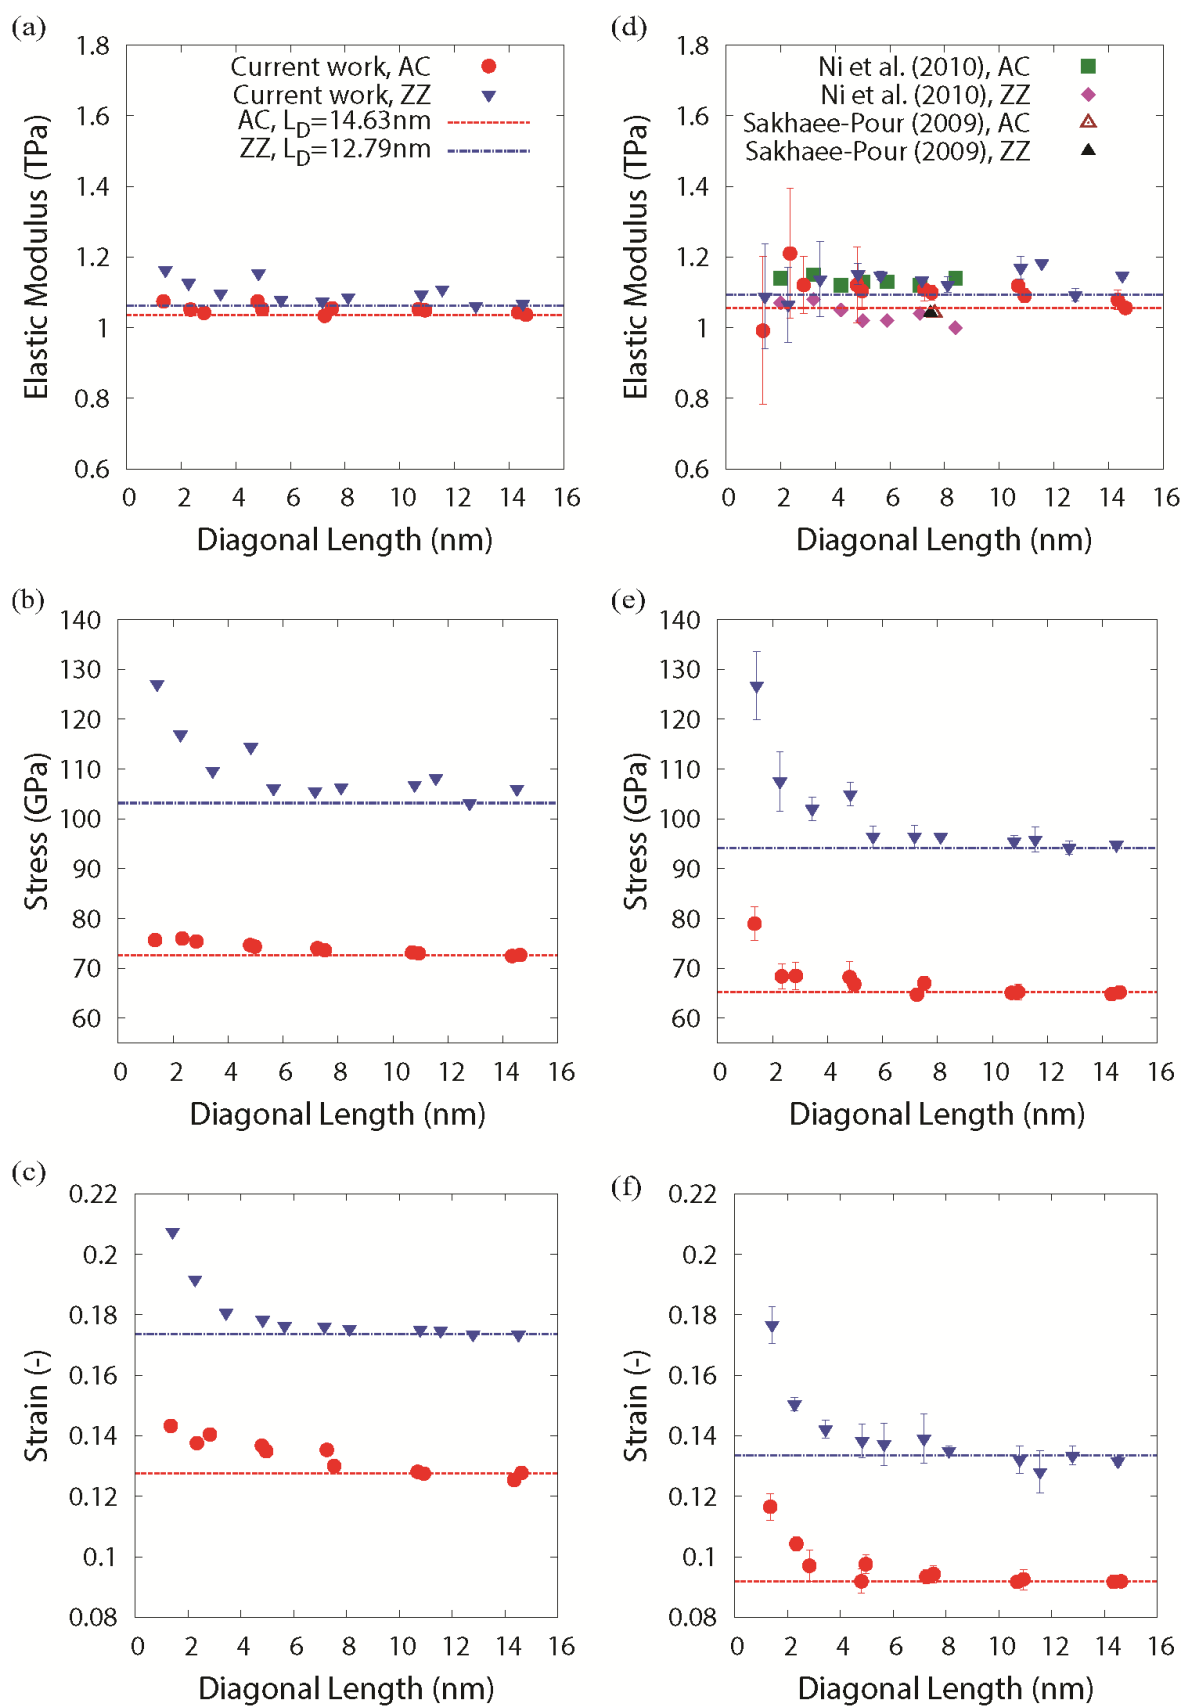 (a)
1.8
1.6
1.4
1.2
1
0.8
0.6
Elastic Modulus (TPa)
Current work, AC
Current work, ZZ
AC, L_D=14.63nm
ZZ, L_D=12.79nm
0 2 4 6 8 10 12 14 16
Diagonal Length (nm)
(d)
1.8
1.6
1.4
1.2
1
0.8
0.6
Elastic Modulus (TPa)
Ni et al. (2010), AC
Ni et al. (2010), ZZ
Sakhaee-Pour (2009), AC
Sakhaee-Pour (2009), ZZ
0 2 4 6 8 10 12 14 16
Diagonal Length (nm)
(b)
140
130
120
110
100
90
80
70
60
Stress (GPa)
0 2 4 6 8 10 12 14 16
Diagonal Length (nm)
(e)
140
130
120
110
100
90
80
70
60
Stress (GPa)
0 2 4 6 8 10 12 14 16
Diagonal Length (nm)
(c)
0.22
0.2
0.18
0.16
0.14
0.12
0.1
0.08
Strain (-)
0 2 4 6 8 10 12 14 16
Diagonal Length (nm)
(f)
0.22
0.2
0.18
0.16
0.14
0.12
0.1
0.08
Strain (-)
0 2 4 6 8 10 12 14 16
Diagonal Length (nm)